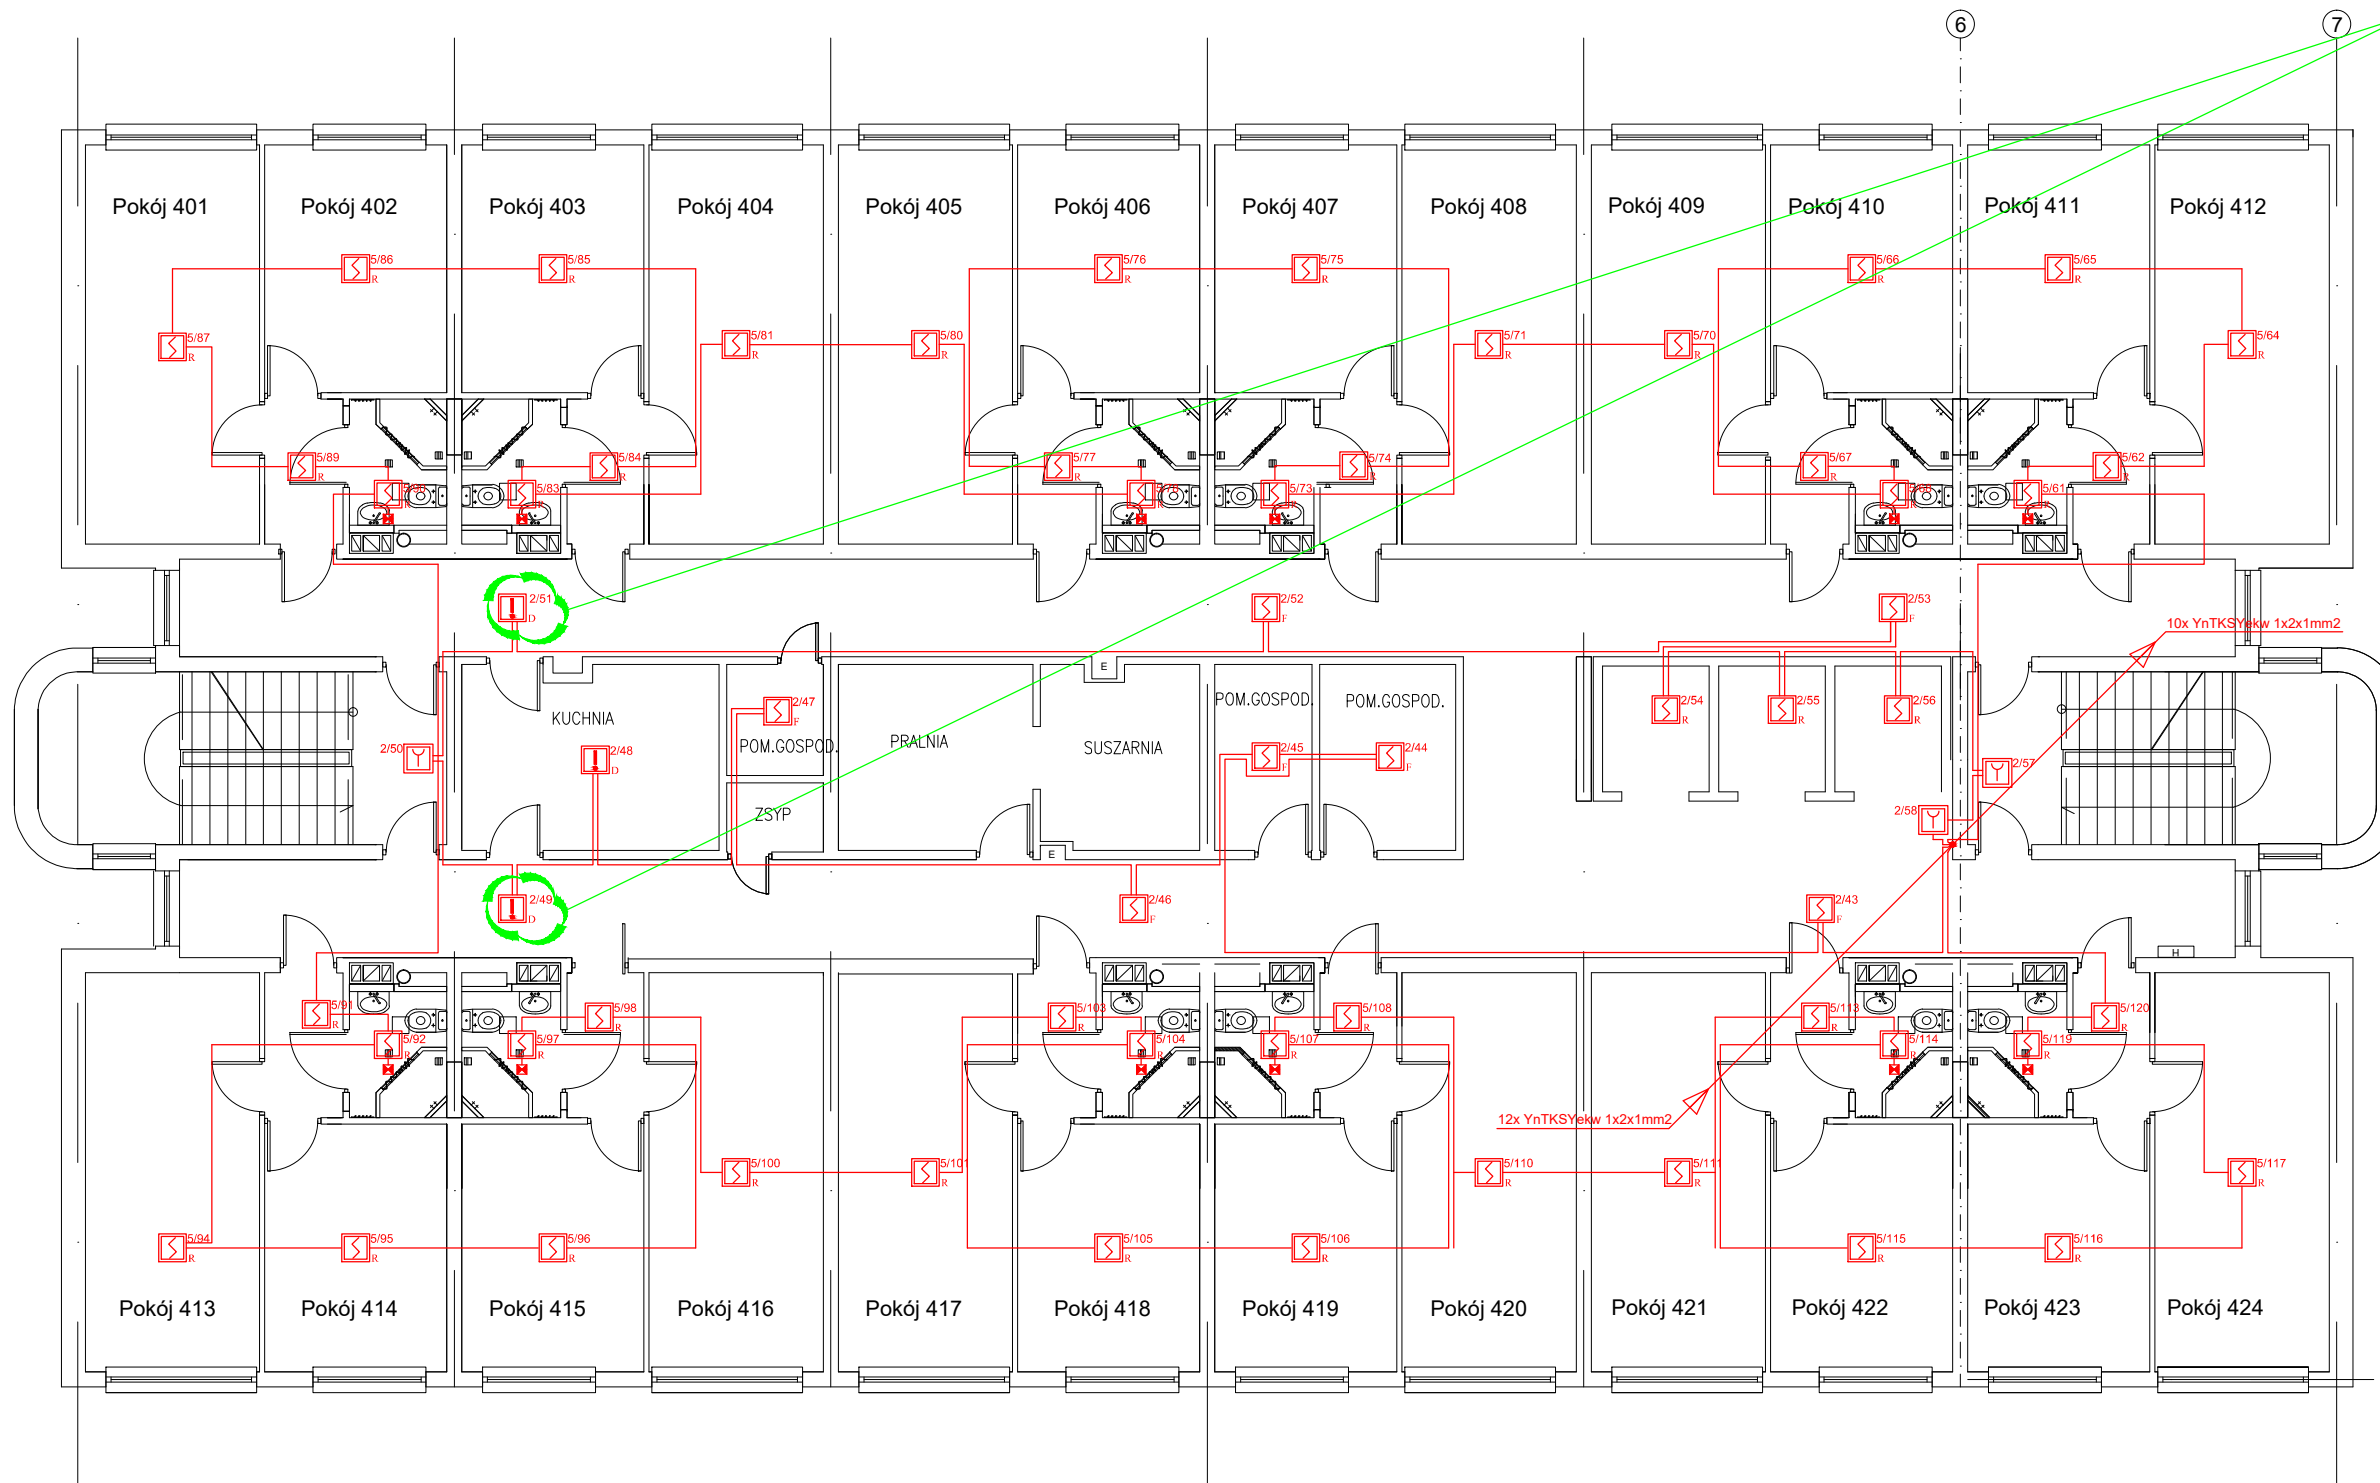 6
7
Pokój 401
Pokój 402
Pokój 403
Pokój 404
Pokój 405
Pokój 406
Pokój 407
Pokój 408
Pokój 409
Pokój 410
Pokój 411
Pokój 412
5/86
R
5/85
R
5/76
R
5/75
R
5/66
R
5/65
R
5/87
R
5/81
R
5/80
R
5/71
R
5/70
R
5/64
R
5/89
R
5/84
R
5/77
R
5/74
R
5/67
R
5/62
R
5/83
5/73
5/61
2/51
D
2/52
F
2/53
F
10x YnTKSYekw 1x2x1mm2
E
2/47
F
2/54
R
2/55
R
2/56
R
KUCHNIA
POM.GOSPOD.
PRALNIA
SUSZARNIA
POM.GOSPOD.
POM.GOSPOD.
2/50
2/48
D
2/45
F
2/44
F
2/57
ZSYP
2/58
E
2/49
D
2/46
F
2/43
F
H
5/91
R
5/98
R
5/103
R
5/108
R
5/113
R
5/120
R
5/92
R
5/97
R
5/104
R
5/107
R
5/114
R
5/119
R
12x YnTKSYekw 1x2x1mm2
5/100
R
5/101
R
5/110
R
5/111
R
5/117
R
5/94
R
5/95
R
5/96
R
5/105
R
5/106
R
5/115
R
5/116
R
Pokój 413
Pokój 414
Pokój 415
Pokój 416
Pokój 417
Pokój 418
Pokój 419
Pokój 420
Pokój 421
Pokój 422
Pokój 423
Pokój 424